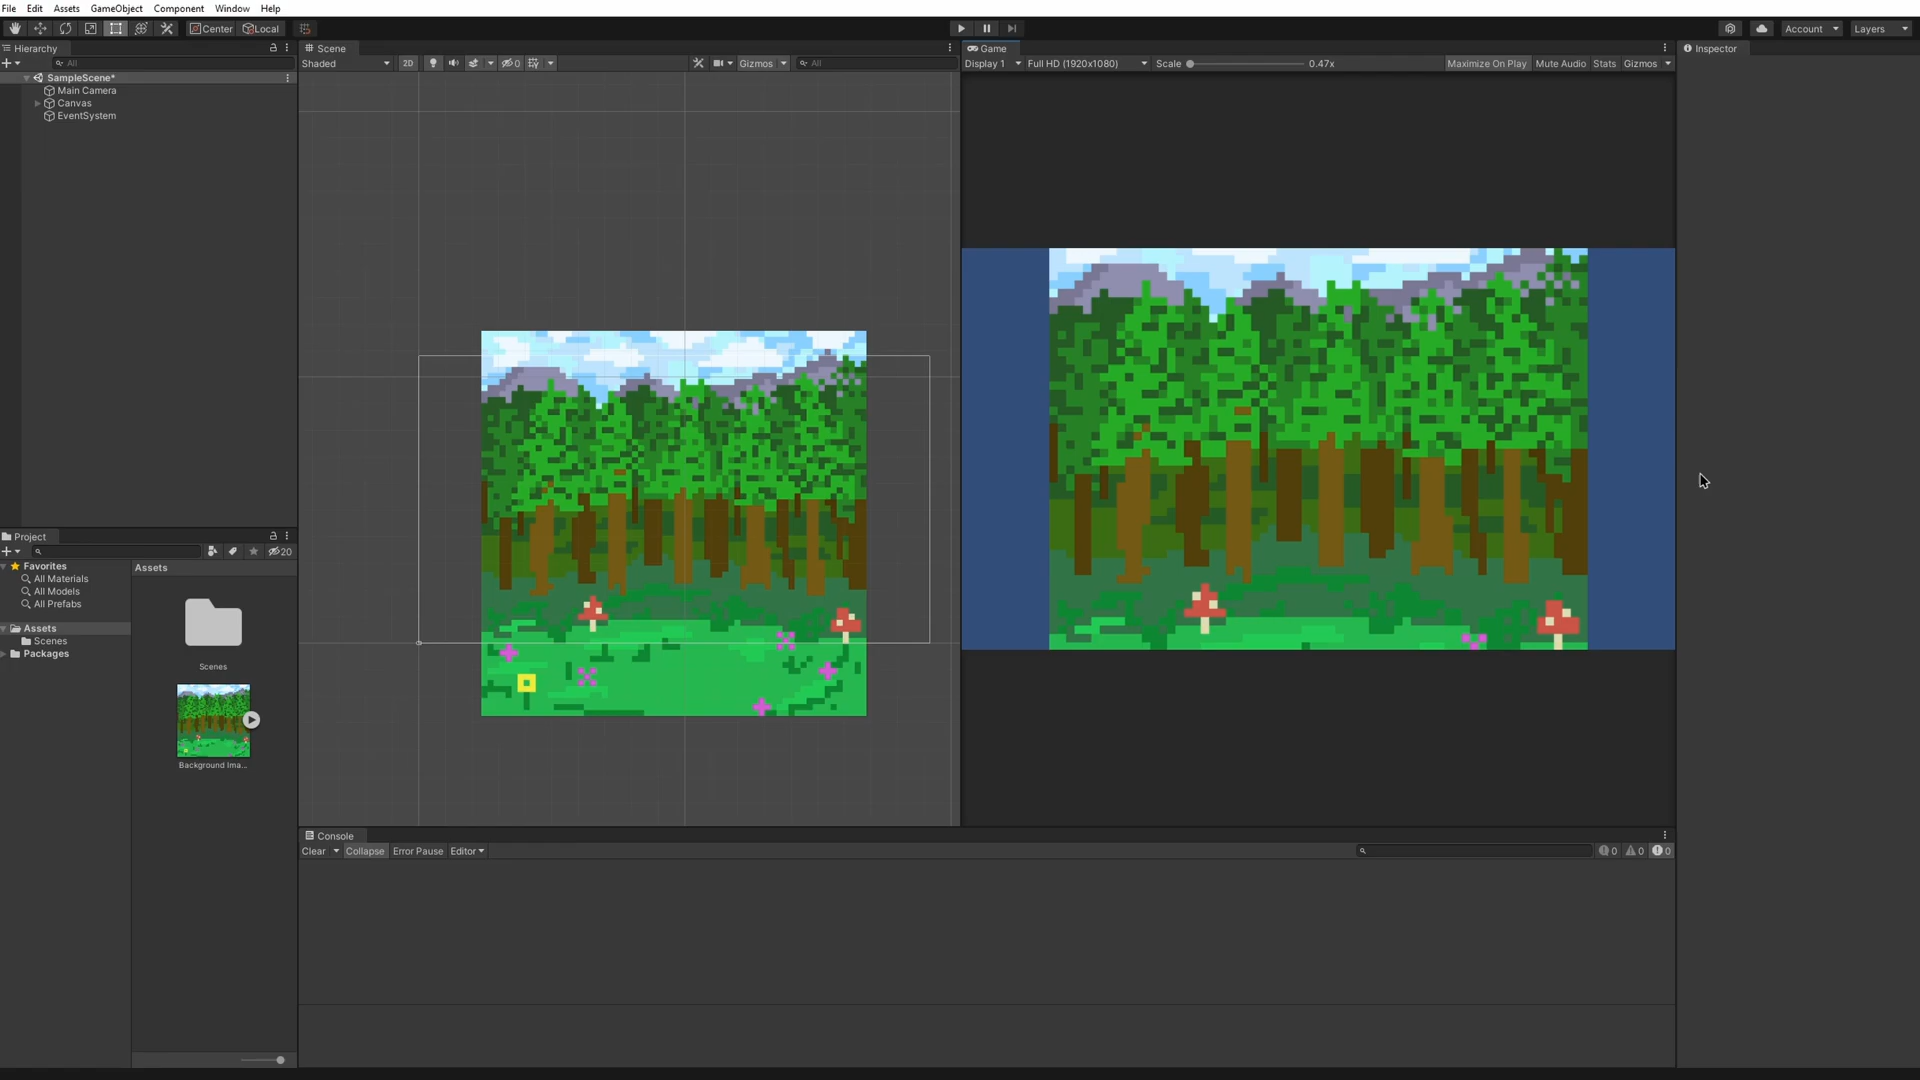 File Edit Assets GameObject Component Window Help
Center Local Account Layers
Hierarchy
All
SampleScene*
Main Camera
Canvas
EventSystem
Scene
Shaded 2D 0 Gizmos All
Game
Display 1 Full HD (1920x1080) Scale 0.47x Maximize On Play Mute Audio Stats Gizmos
Inspector
Project
20
Favorites
All Materials
All Models
All Prefabs
Assets
Scenes
Packages
Assets
Scenes
Background Ima...
Console
Clear Collapse Error Pause Editor 0 0 0